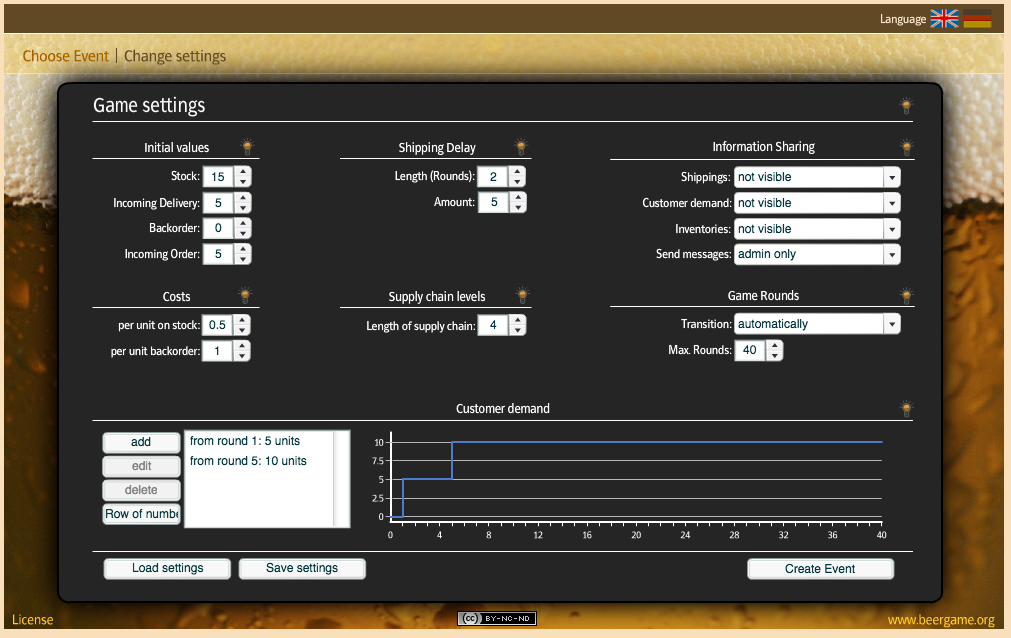 Language
Choose Event | Change settings
Game settings
Initial values
Stock: 15
Incoming Delivery: 5
Backorder: 0
Incoming Order: 5
Shipping Delay
Length (Rounds): 2
Amount: 5
Information Sharing
Shippings: not visible
Customer demand: not visible
Inventories: not visible
Send messages: admin only
Costs
per unit on stock: 0.5
per unit backorder: 1
Supply chain levels
Length of supply chain: 4
Game Rounds
Transition: automatically
Max. Rounds: 40
Customer demand
add
edit
delete
Row of numbe
from round 1: 5 units
from round 5: 10 units
10
7.5
5
2.5
0
0 4 8 12 16 20 24 28 32 36 40
Load settings
Save settings
Create Event
License
cc BY-NC-ND
www.beergame.org